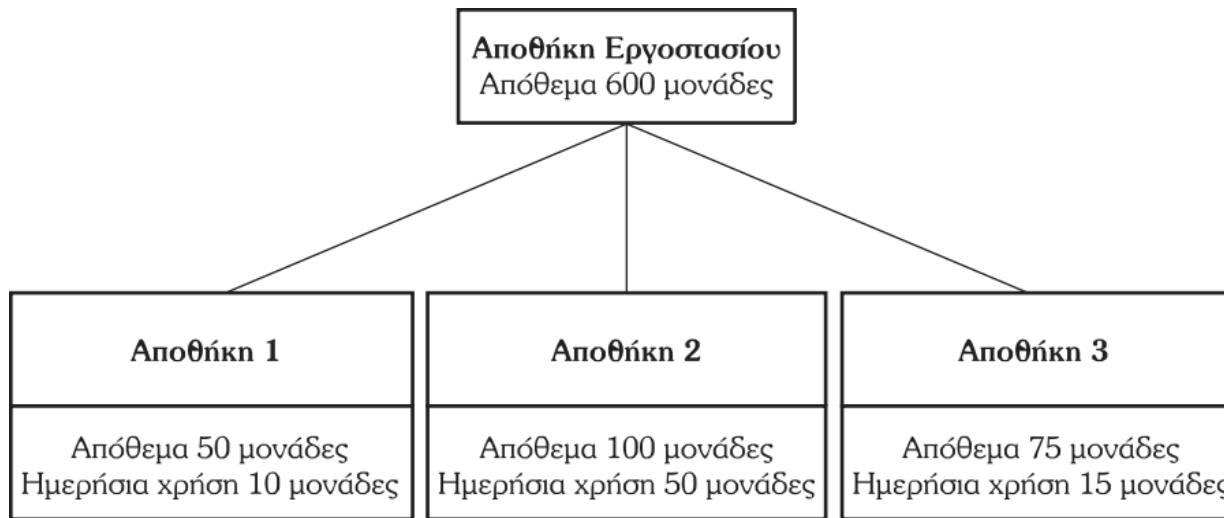 Αποθήκη Εργοστασίου
Απόθεμα 600 μονάδες
Αποθήκη 1
Απόθεμα 50 μονάδες
Ημερήσια χρήση 10 μονάδες
Αποθήκη 2
Απόθεμα 100 μονάδες
Ημερήσια χρήση 50 μονάδες
Αποθήκη 3
Απόθεμα 75 μονάδες
Ημερήσια χρήση 15 μονάδες